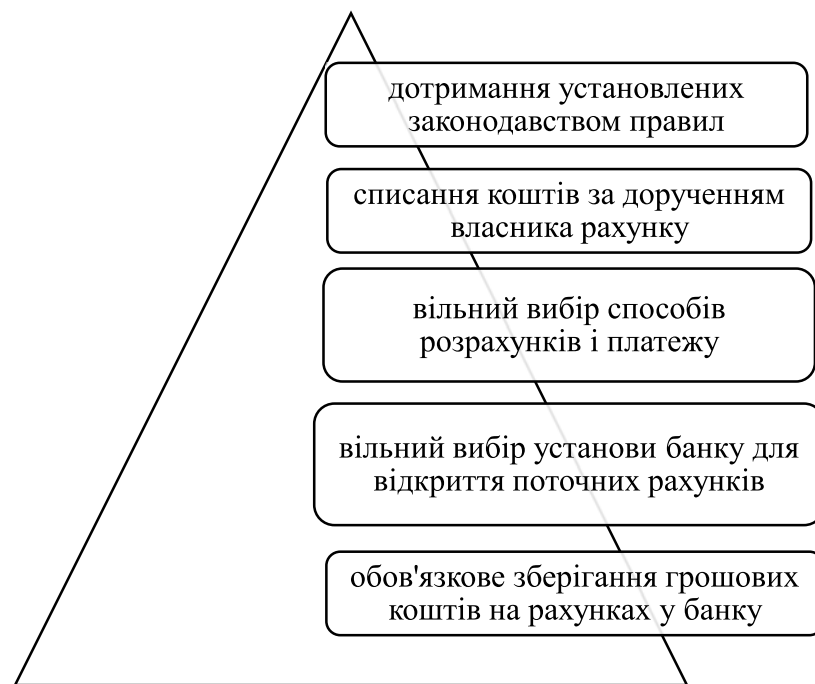 дотримання установлених
законодавством правил
списання коштів за дорученням
власника рахунку
вільний вибір способів
розрахунків і платежу
вільний вибір установи банку для
відкриття поточних рахунків
обов'язкове зберігання грошових
коштів на рахунках у банку